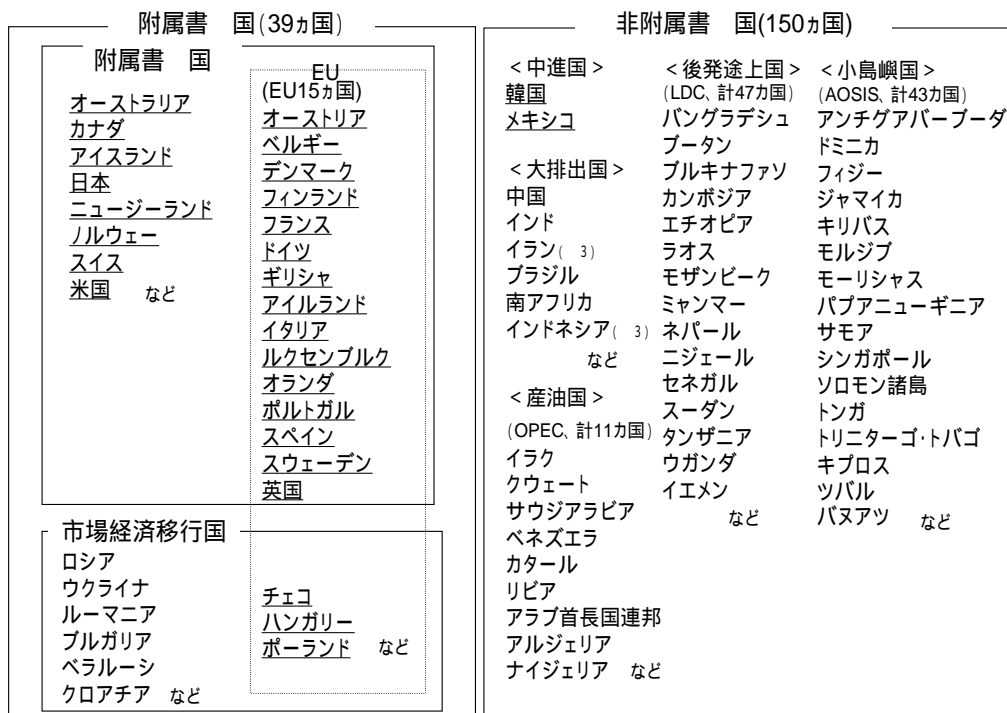 附属書　国(39ヵ国)
附属書　国
オーストラリア
カナダ
アイスランド
日本
ニュージーランド
ノルウェー
スイス
米国　など
EU
(EU15ヵ国)
オーストリア
ベルギー
デンマーク
フィンランド
フランス
ドイツ
ギリシャ
アイルランド
イタリア
ルクセンブルク
オランダ
ポルトガル
スペイン
スウェーデン
英国
市場経済移行国
ロシア
ウクライナ
ルーマニア
ブルガリア
ベラルーシ
クロアチア　など
チェコ
ハンガリー
ポーランド　など
非附属書　国(150ヵ国)
＜中進国＞
韓国
メキシコ
＜大排出国＞
中国
インド
イラン(　3)
ブラジル
南アフリカ
インドネシア(　3)
など
＜産油国＞
(OPEC、計11カ国)
イラク
クウェート
サウジアラビア
ベネズエラ
カタール
リビア
アラブ首長国連邦
アルジェリア
ナイジェリア　など
＜後発途上国＞
(LDC、計47カ国)
バングラデシュ
ブータン
ブルキナファソ
カンボジア
エチオピア
ラオス
モザンビーク
ミャンマー
ネパール
ニジェール
セネガル
スーダン
タンザニア
ウガンダ
イエメン
など
＜小島嶼国＞
(AOSIS、計43カ国)
アンチグアバーブーダ
ドミニカ
フィジー
ジャマイカ
キリバス
モルジブ
モーリシャス
パプアニューギニア
サモア
シンガポール
ソロモン諸島
トンガ
トリニターゴ・トバゴ
キプロス
ツバル
バヌアツ　など